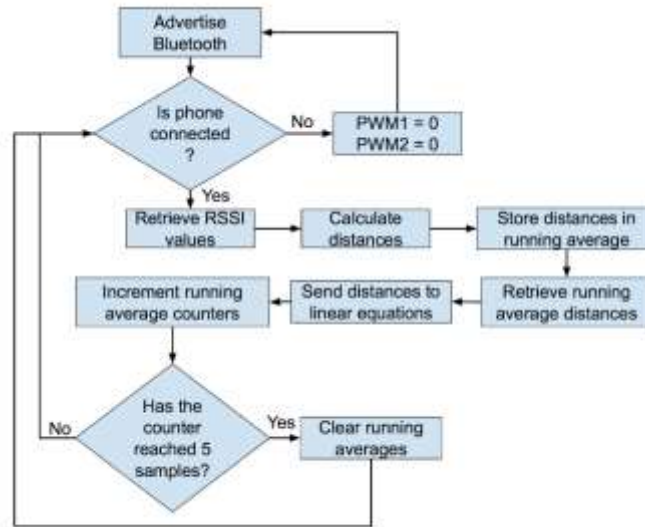 Advertise
Bluetooth
Is phone
connected
?
No
PWM1 = 0
PWM2 = 0
Yes
Retrieve RSSI
values
Calculate
distances
Store distances in
running average
Increment running
average counters
Send distances to
linear equations
Retrieve running
average distances
Has the
counter
reached 5
samples?
No
Yes
Clear running
averages